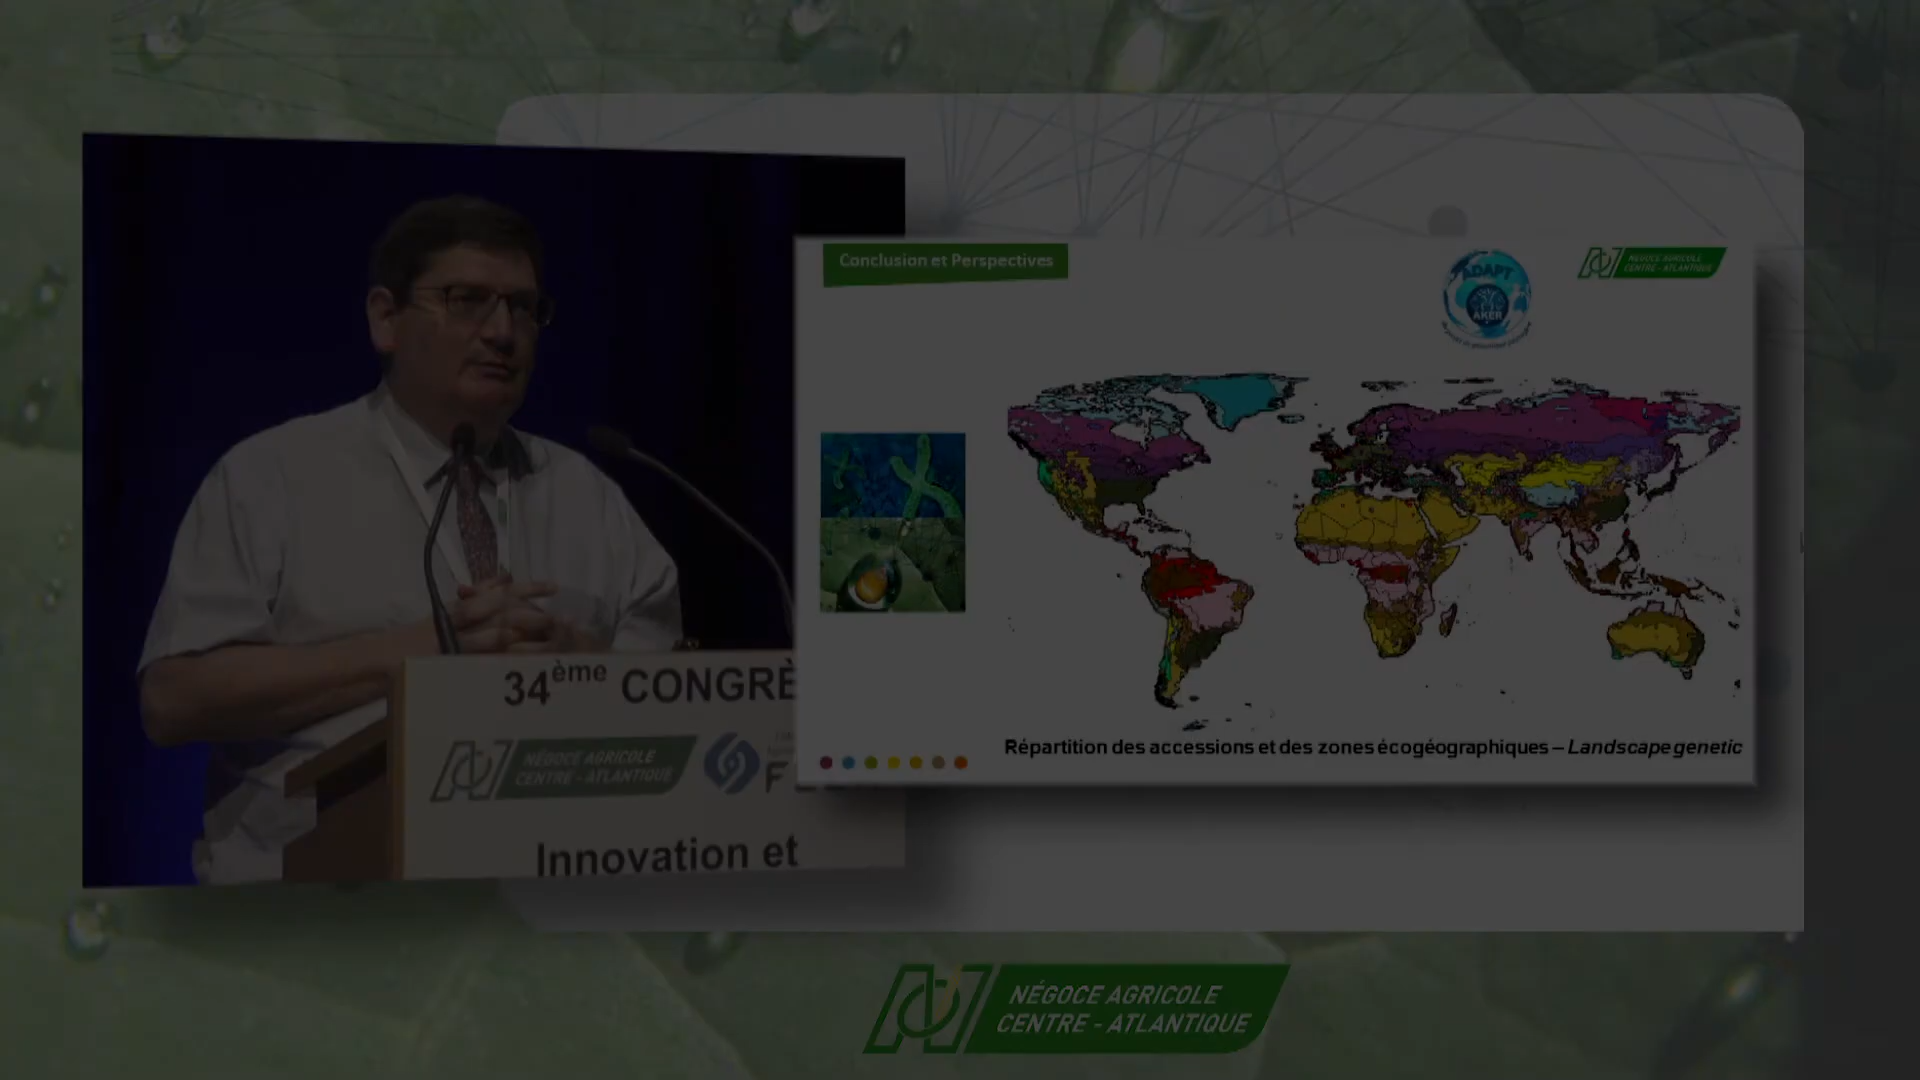 Conclusion et Perspectives
ADAPT
AKER
NÉGOCE AGRICOLE
CENTRE - ATLANTIQUE
Répartition des accessions et des zones écogéographiques – Landscape genetic
34ème CONGRÈ
NÉGOCE AGRICOLE
CENTRE - ATLANTIQUE
Innovation et
NÉGOCE AGRICOLE
CENTRE - ATLANTIQUE